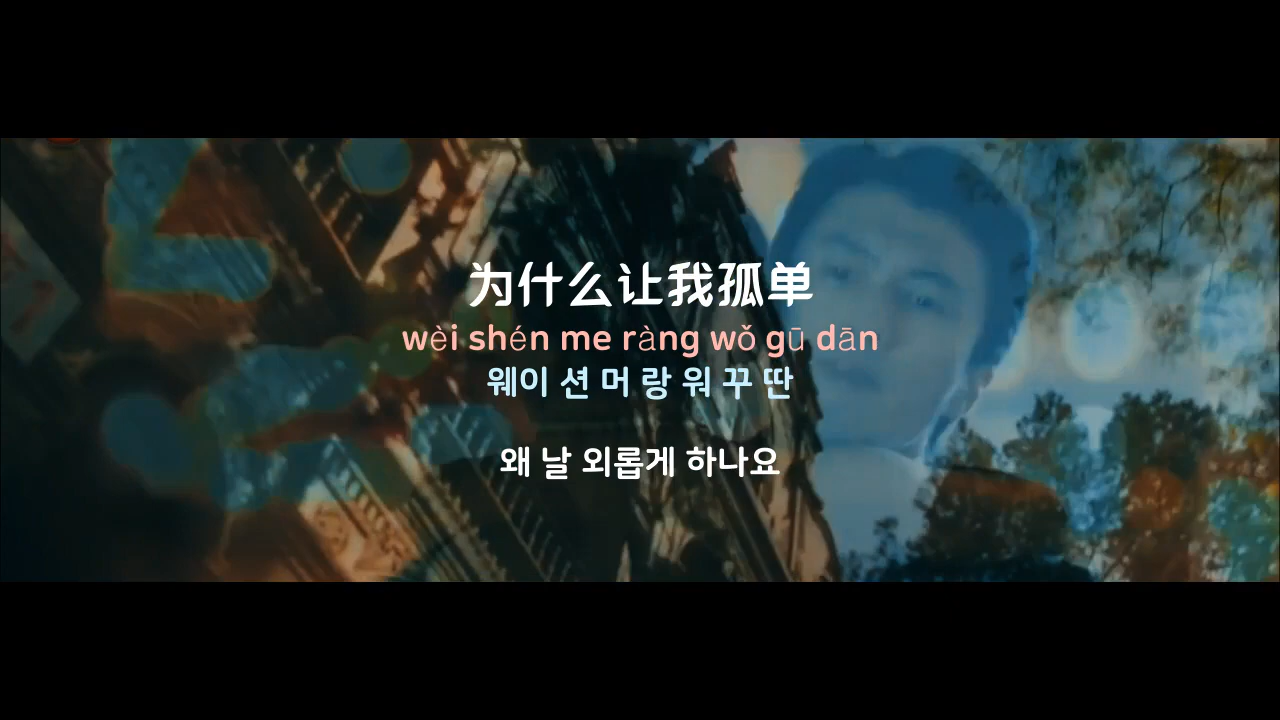 为什么让我孤单
wèi shén me ràng wǒ gū dān
웨이 션 머 랑 워 꾸 딴
왜 날 외롭게 하나요